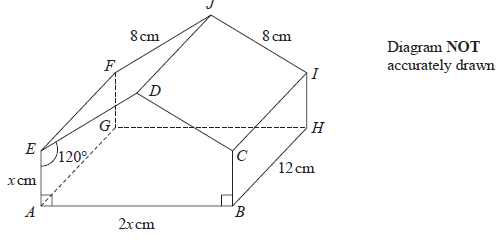 J
8 cm
8 cm
Diagram NOT
accurately drawn
F
I
D
G
H
E
120°
C
12 cm
x cm
A
B
2x cm